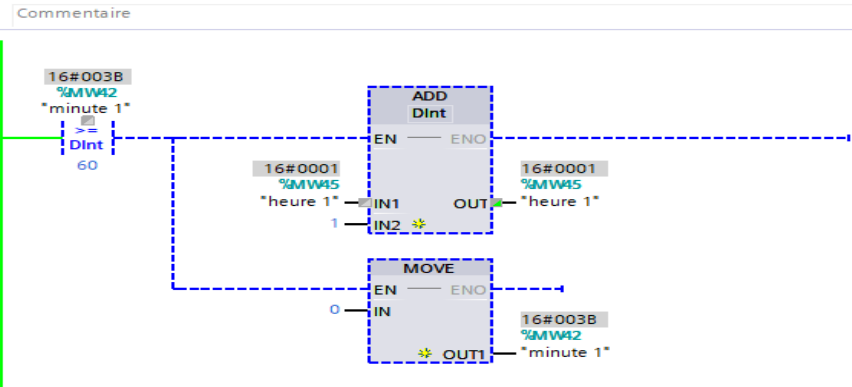 Commentaire
16#003B
%MW42
"minute 1"
>=
DInt
60
ADD
DInt
EN
ENO
16#0001
%MW45
"heure 1"
IN1
1
IN2
OUT
16#0001
%MW45
"heure 1"
MOVE
EN
ENO
0
IN
OUT1
16#003B
%MW42
"minute 1"